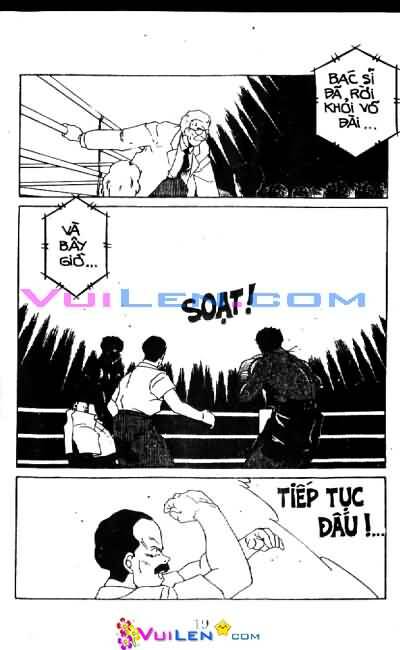 BÁC SĨ
ĐÃ RỜI
KHỎI VÕ
ĐÀI...
VÀ
BÂY
GIỜ...
SOẠT!
VUILEN.COM
TIẾP TỤC
ĐẤU!...
19
VUILEN.COM